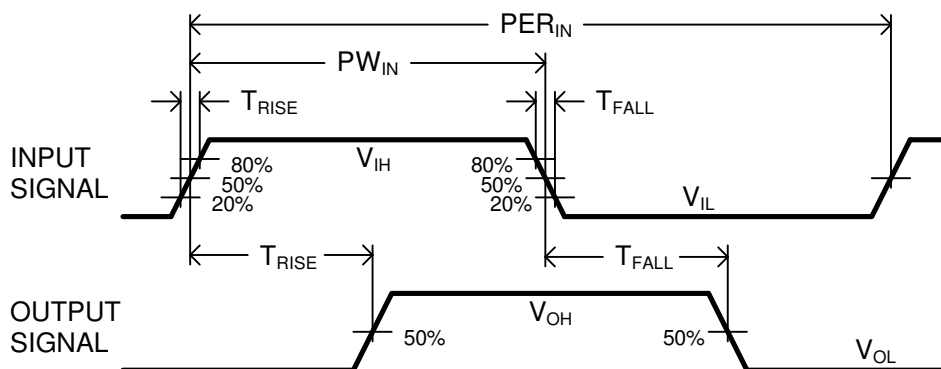 PER_IN
PW_IN
T_RISE
T_FALL
INPUT
SIGNAL
80%
50%
20%
V_IH
80%
50%
20%
V_IL
T_RISE
T_FALL
OUTPUT
SIGNAL
50%
V_OH
50%
V_OL